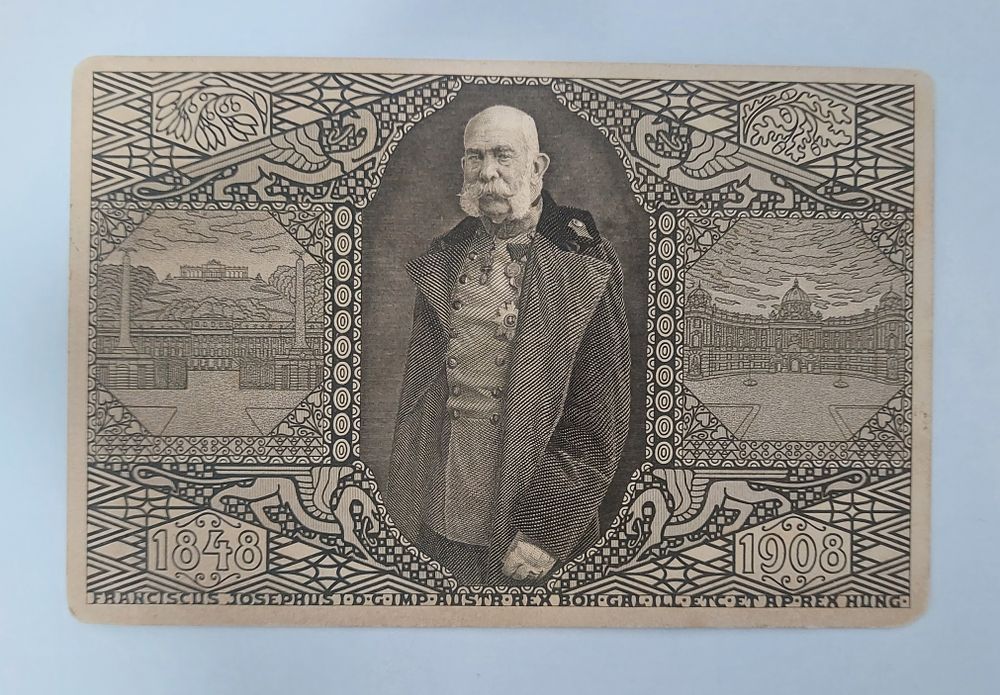 1848
1908
FRANCISCUS JOSEPHUS I·D·G·IMP·AUSTR·REX BOH·GAL·ILL·ETC·ET AP·REX HUNG·